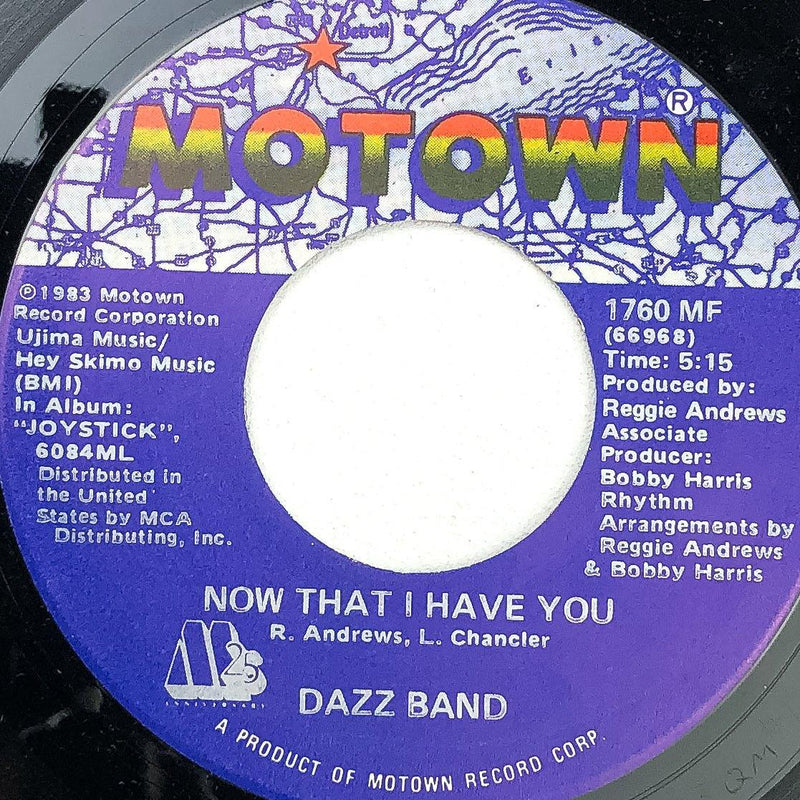 Detroit
Erie
MOTOWN®
℗1983 Motown
Record Corporation
Ujima Music/
Hey Skimo Music
(BMI)
In Album:
"JOYSTICK",
6084ML
Distributed in
the United
States by MCA
Distributing, Inc.
1760 MF
(66968)
Time: 5:15
Produced by:
Reggie Andrews
Associate
Producer:
Bobby Harris
Rhythm
Arrangements by
Reggie Andrews
& Bobby Harris
NOW THAT I HAVE YOU
R. Andrews, L. Chancler
M 25
ANNIVERSARY
DAZZ BAND
A PRODUCT OF MOTOWN RECORD CORP.